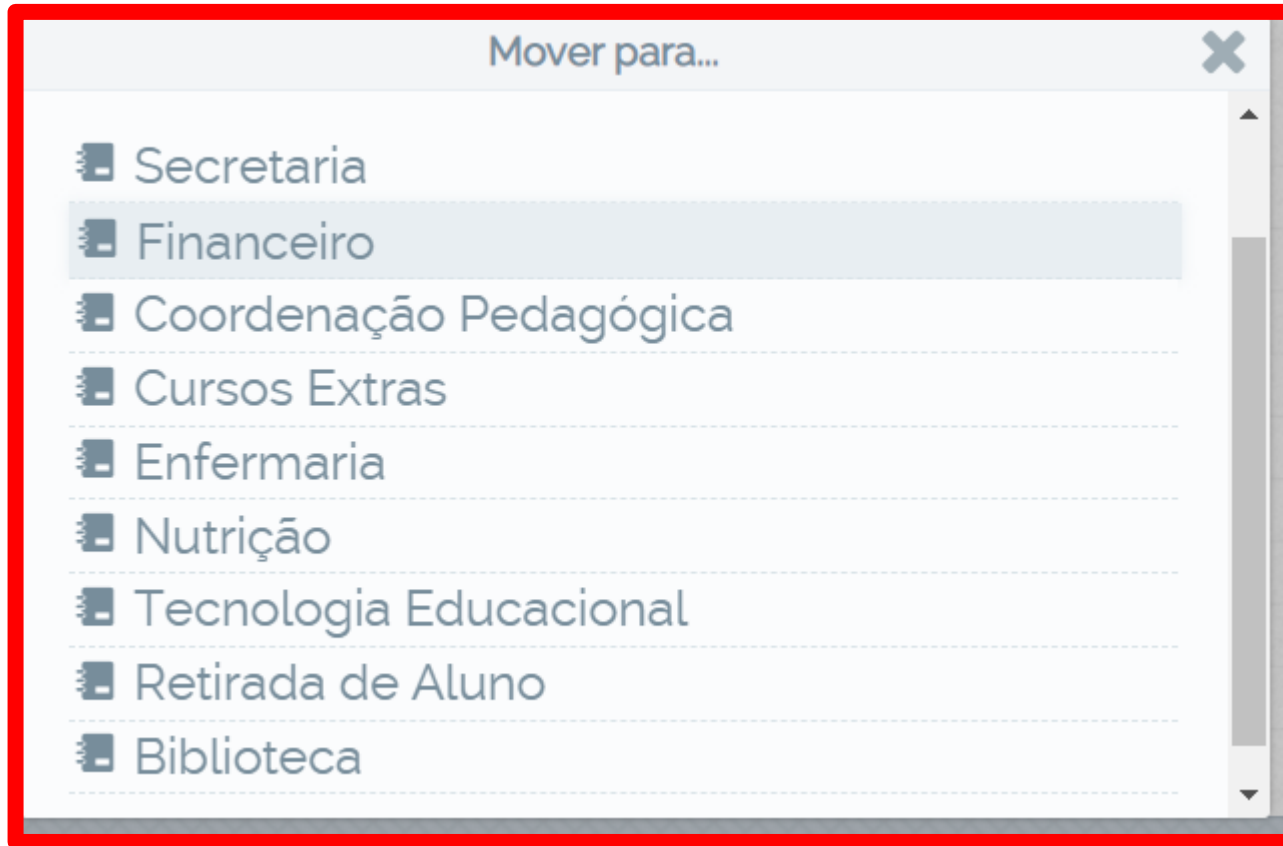 Mover para...
Secretaria
Financeiro
Coordenação Pedagógica
Cursos Extras
Enfermaria
Nutrição
Tecnologia Educacional
Retirada de Aluno
Biblioteca